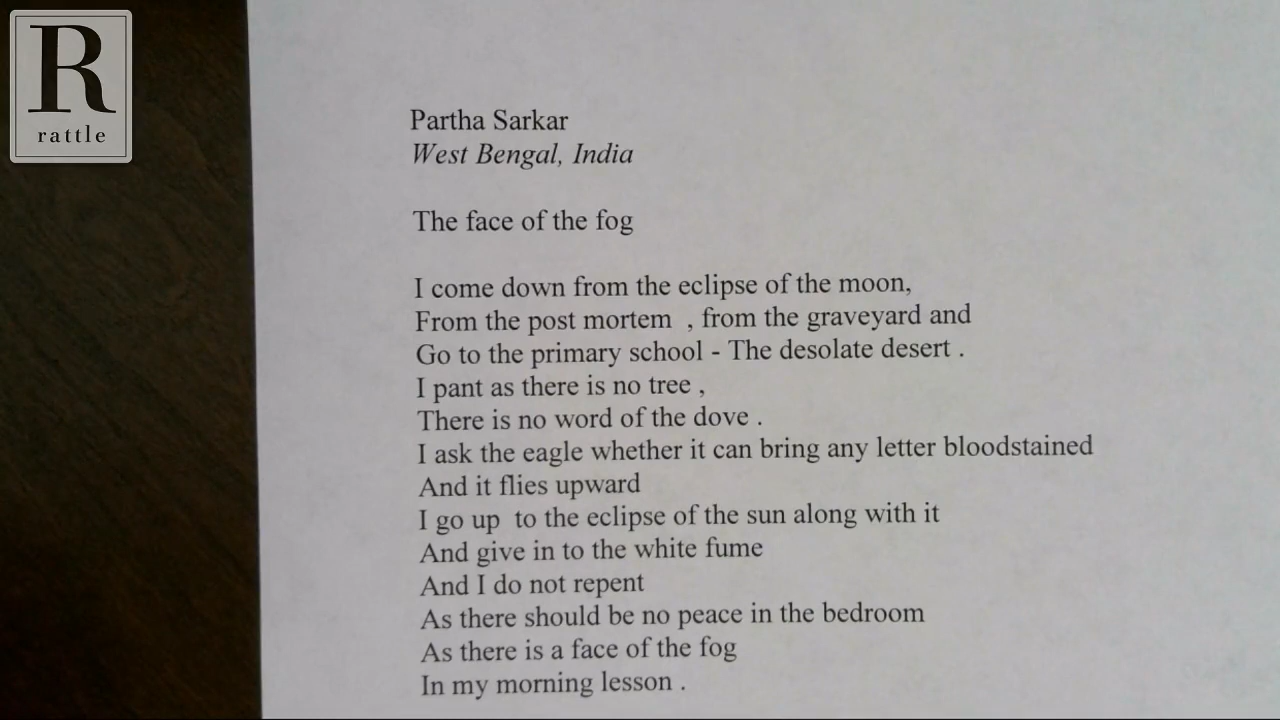 R
rattle
Partha Sarkar
West Bengal, India
The face of the fog
I come down from the eclipse of the moon,
From the post mortem  , from the graveyard and
Go to the primary school - The desolate desert .
I pant as there is no tree ,
There is no word of the dove .
I ask the eagle whether it can bring any letter bloodstained
And it flies upward
I go up  to the eclipse of the sun along with it
And give in to the white fume
And I do not repent
As there should be no peace in the bedroom
As there is a face of the fog
In my morning lesson .